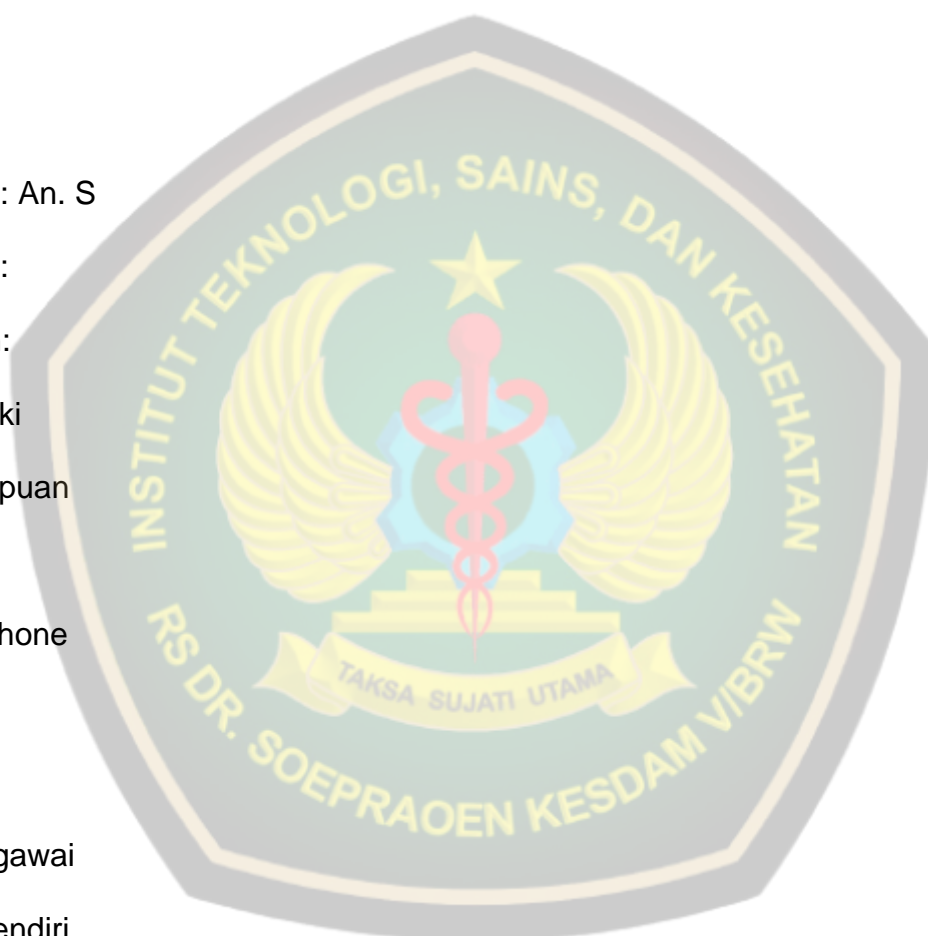 : An. S
:
:
ki
puan
hone
gawai
endiri
INSTITUT TEKNOLOGI, SAINS, DAN KESEHATAN
TAKSA SUJATI UTAMA
RS DR. SOEPRAOEN KESDAM V/BRW